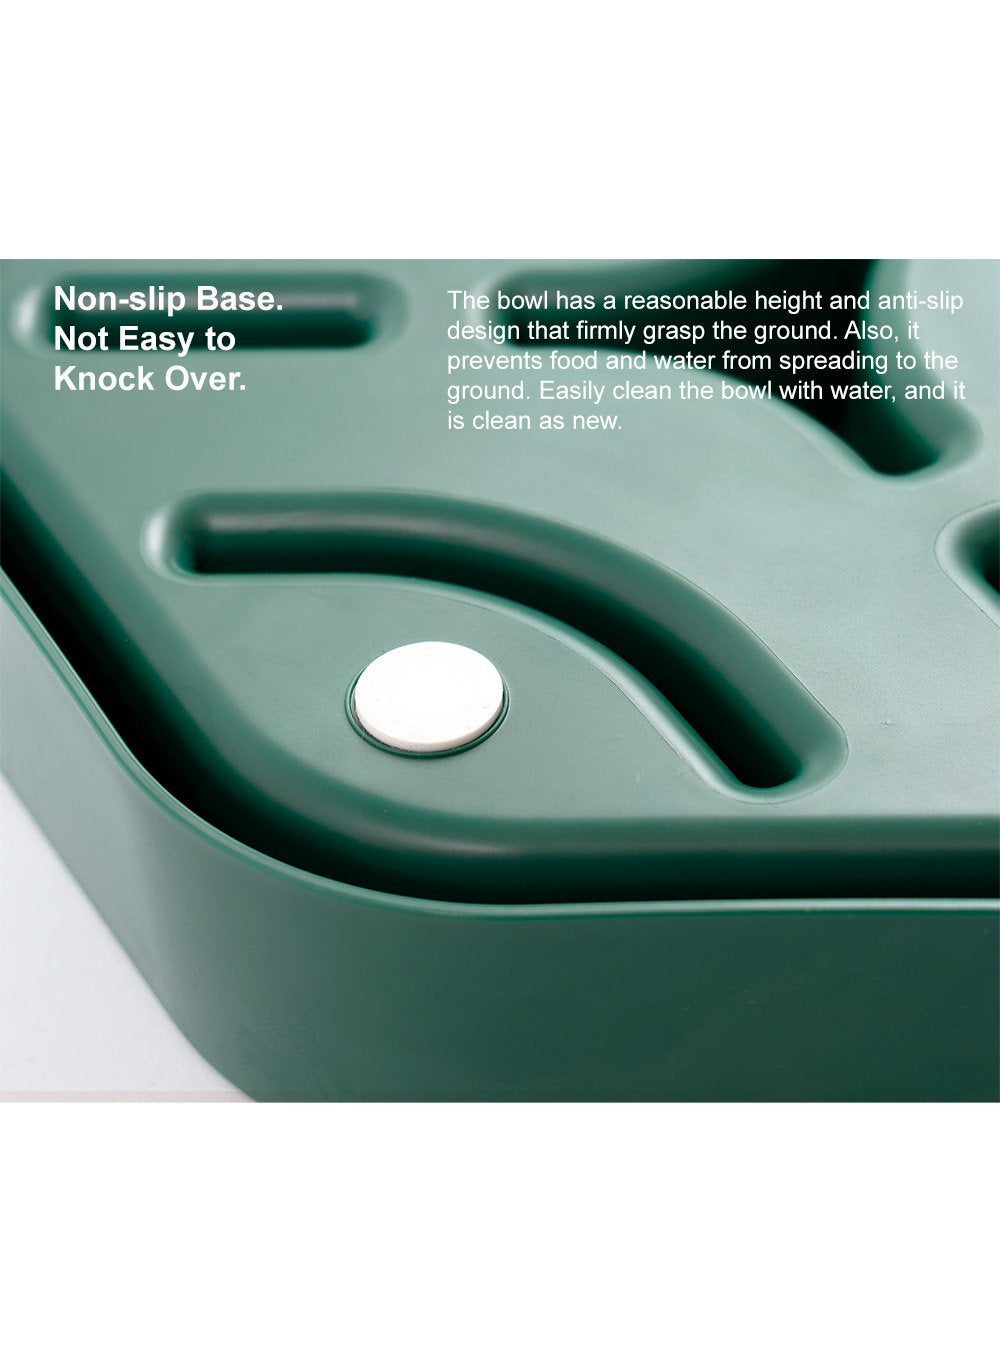 Non-slip Base.
Not Easy to
Knock Over.
The bowl has a reasonable height and anti-slip
design that firmly grasp the ground. Also, it
prevents food and water from spreading to the
ground. Easily clean the bowl with water, and it
is clean as new.